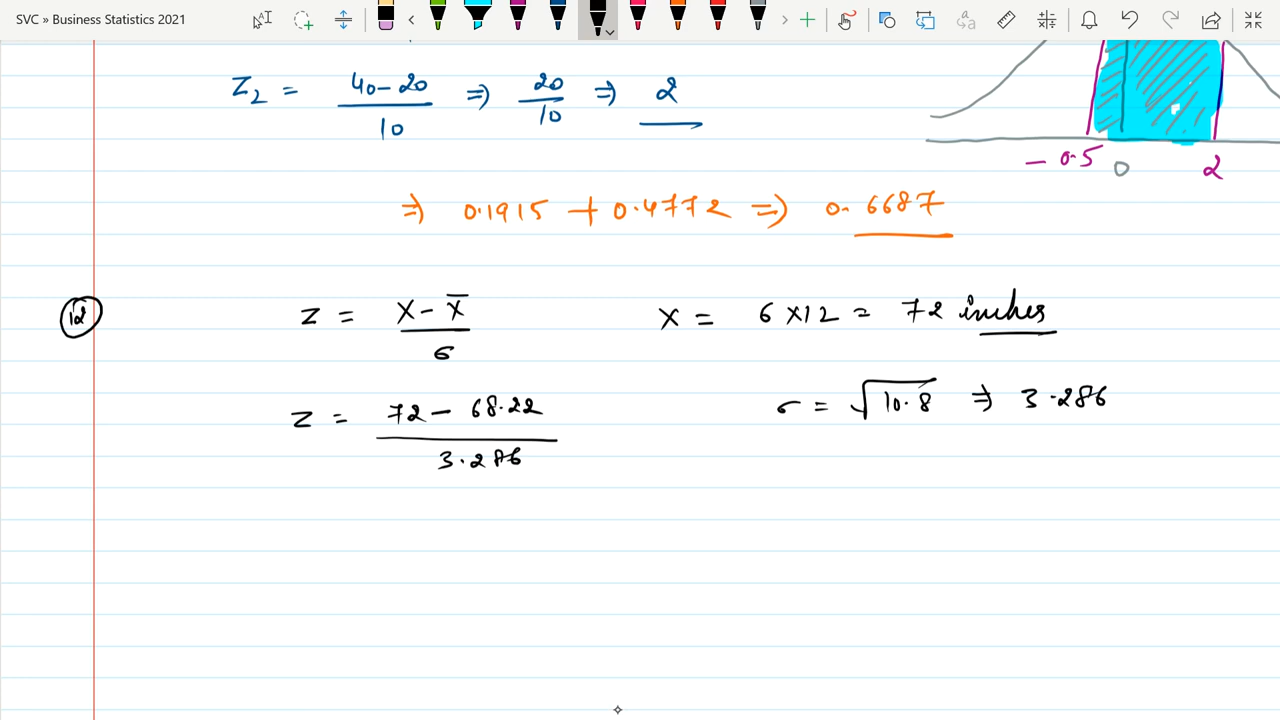 SVC » Business Statistics 2021
Z₂ = 40-20 / 10 ⇒ 20 / 10 ⇒ 2
-0.5 0 2
⇒ 0.1915 + 0.4772 ⇒ 0.6687
12 Z = X - X̄ / σ X = 6 X12 = 72 inches
Z = 72 - 68.22 / 3.286 σ = √10.8 ⇒ 3.286